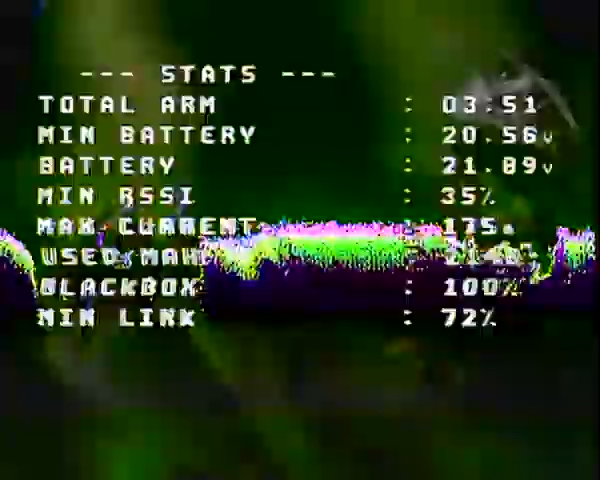 --- STATS ---
TOTAL ARM : 03:51
MIN BATTERY : 20.56V
BATTERY : 21.89V
MIN RSSI : 35%
MAX CURRENT : 175A
USED MAH :
BLACKBOX : 100%
MIN LINK : 72%